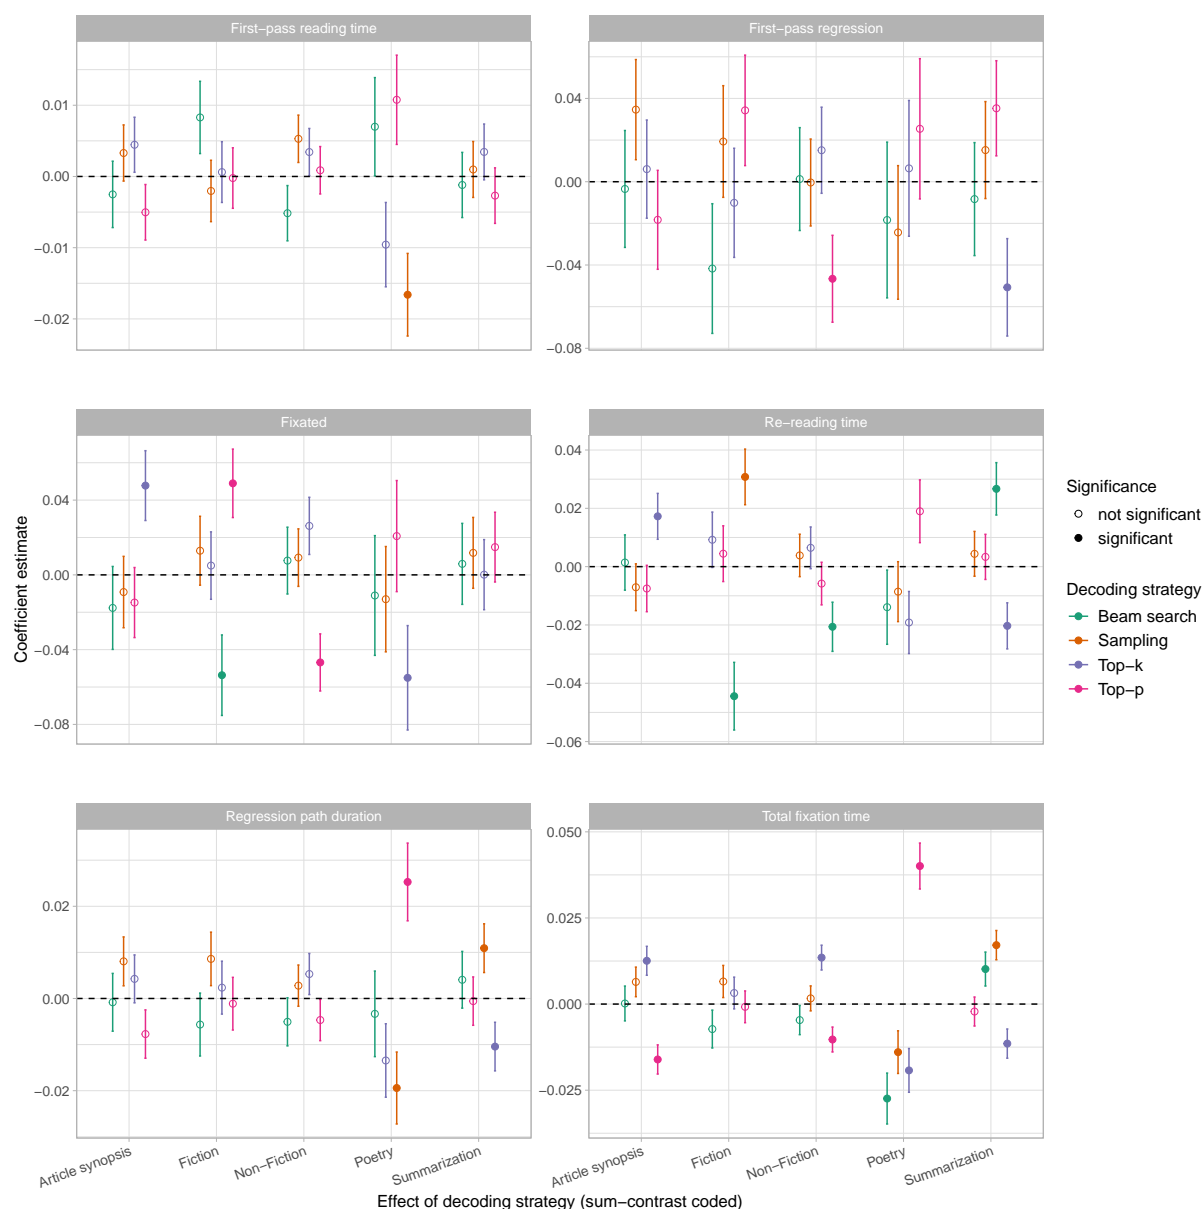 First−pass reading time
First−pass regression
0.01
0.00
−0.01
−0.02
0.04
0.00
−0.04
−0.08
Fixated
Re−reading time
0.04
0.00
−0.04
−0.08
0.04
0.02
0.00
−0.02
−0.04
−0.06
Regression path duration
Total fixation time
0.02
0.00
−0.02
0.050
0.025
0.000
−0.025
Article synopsis
Fiction
Non−Fiction
Poetry
Summarization
Article synopsis
Fiction
Non−Fiction
Poetry
Summarization
Coefficient estimate
Effect of decoding strategy (sum−contrast coded)
Significance
not significant
significant
Decoding strategy
Beam search
Sampling
Top−k
Top−p